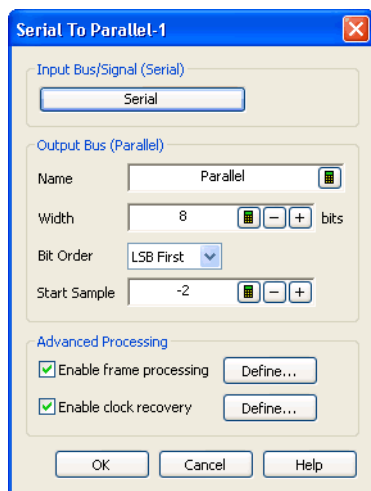 Serial To Parallel-1
Input Bus/Signal (Serial)
Serial
Output Bus (Parallel)
Name Parallel
Width 8 bits
Bit Order LSB First
Start Sample -2
Advanced Processing
Enable frame processing Define...
Enable clock recovery Define...
OK Cancel Help